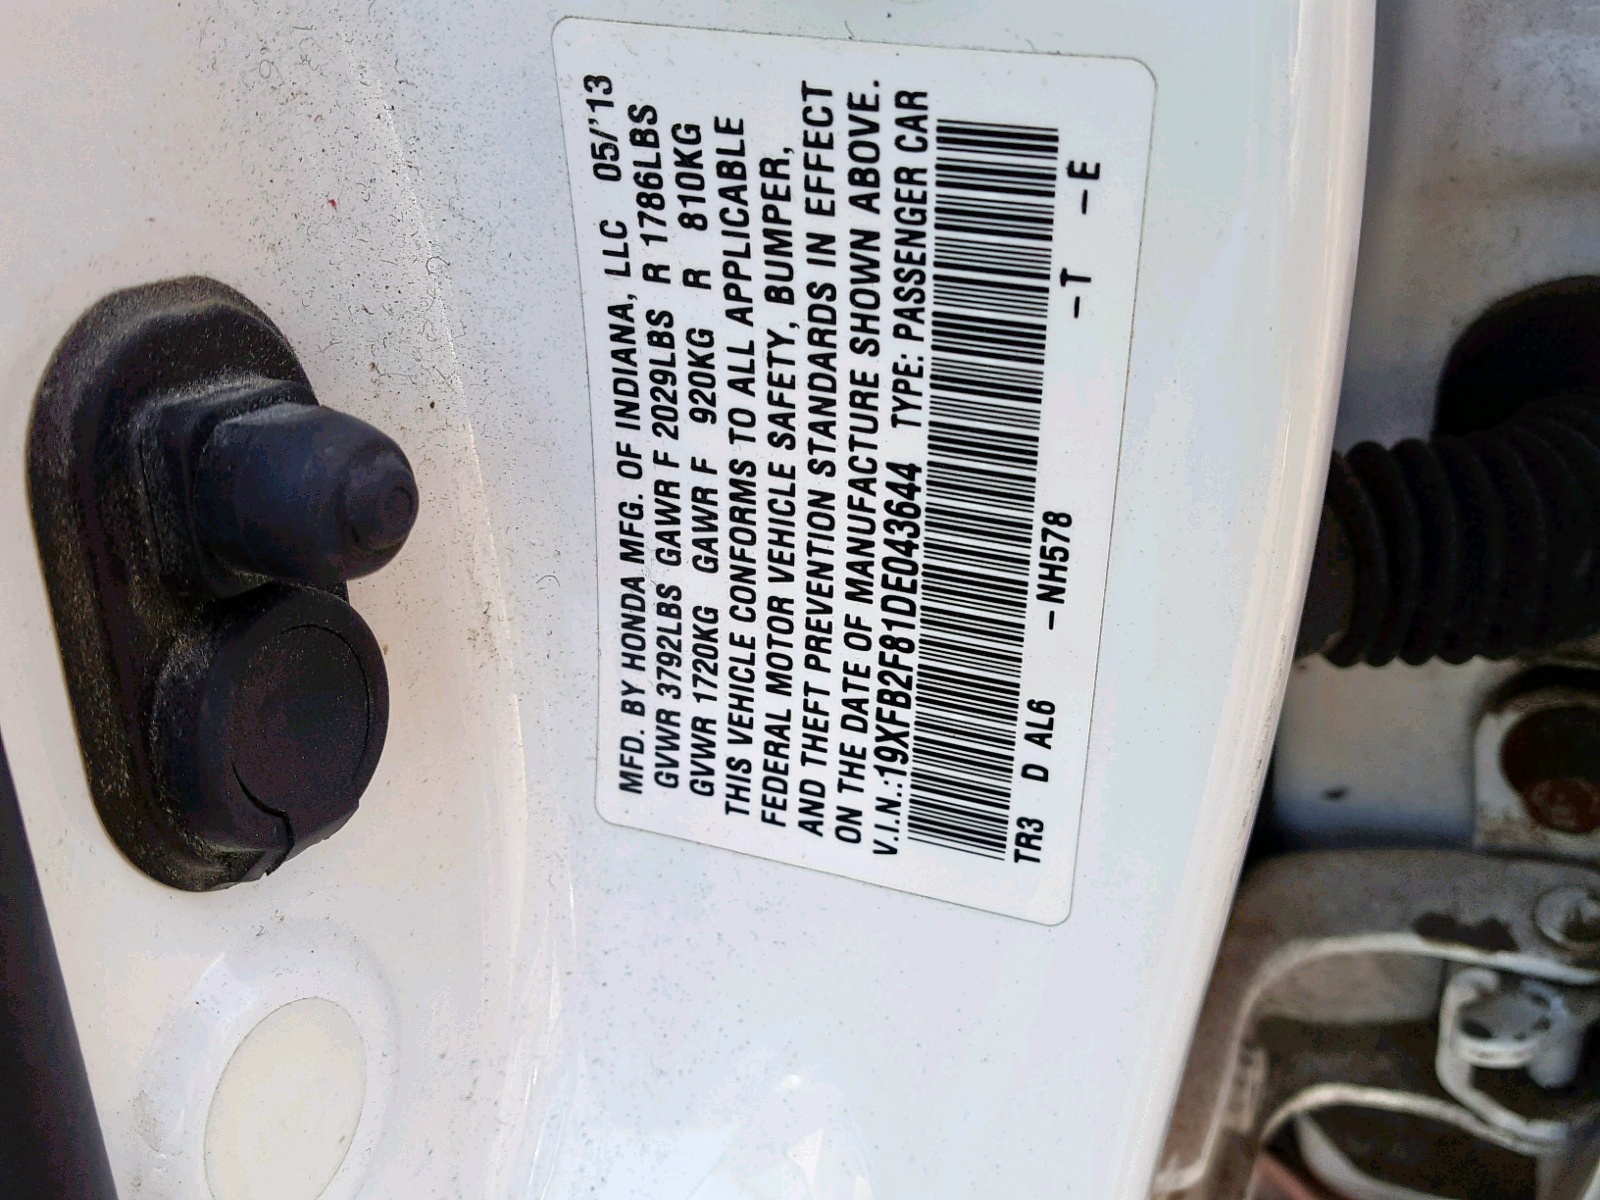 MFD. BY HONDA MFG. OF INDIANA, LLC 05/'13
GVWR 3792LBS GAWR F 2029LBS R 1786LBS
GVWR 1720KG GAWR F 920KG R 810KG
THIS VEHICLE CONFORMS TO ALL APPLICABLE
FEDERAL MOTOR VEHICLE SAFETY, BUMPER,
AND THEFT PREVENTION STANDARDS IN EFFECT
ON THE DATE OF MANUFACTURE SHOWN ABOVE.
V.I.N.:19XFB2F81DE043644 TYPE: PASSENGER CAR
TR3 D AL6 –NH578 –T –E